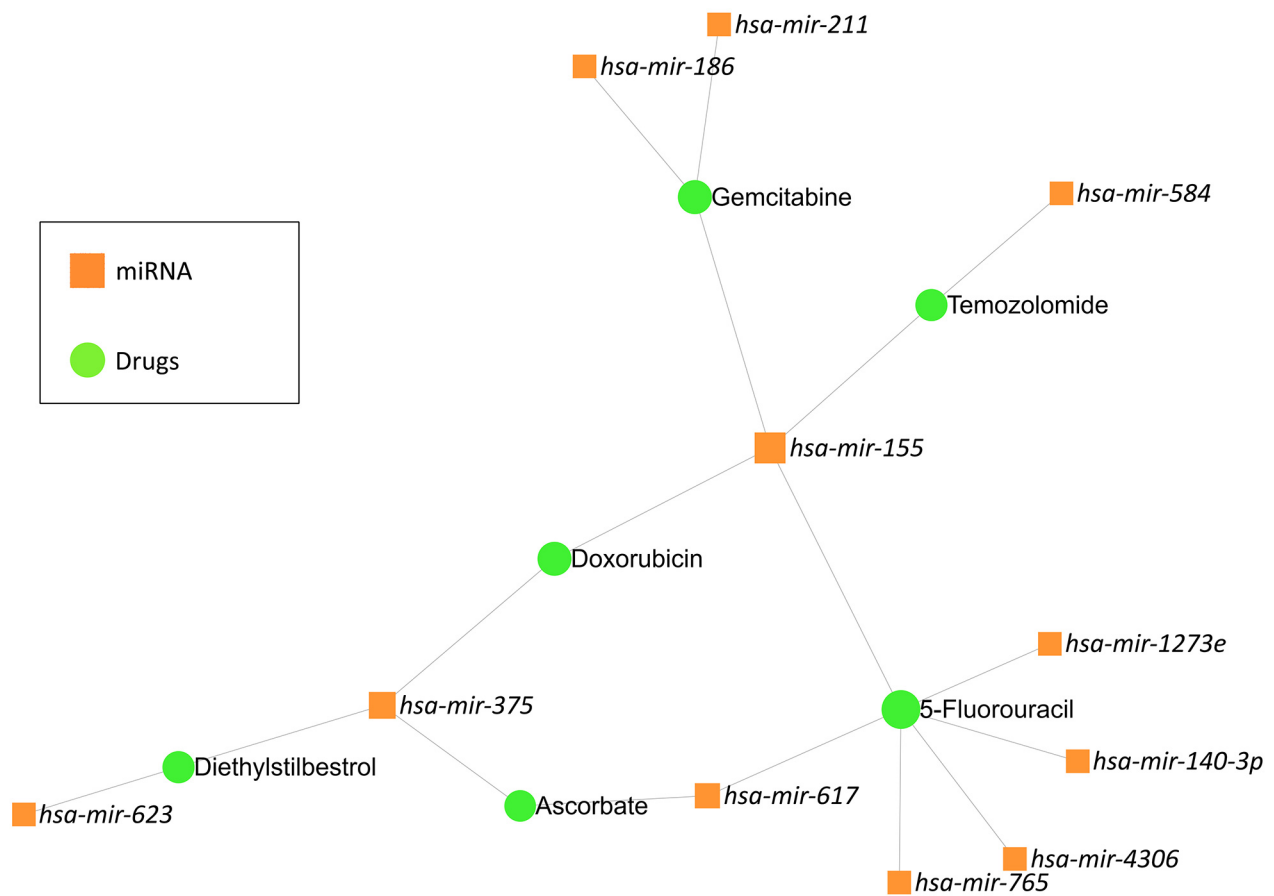 hsa-mir-211
hsa-mir-186
Gemcitabine
hsa-mir-584
miRNA
Temozolomide
Drugs
hsa-mir-155
Doxorubicin
hsa-mir-1273e
hsa-mir-375
5-Fluorouracil
hsa-mir-140-3p
Diethylstilbestrol
hsa-mir-617
Ascorbate
hsa-mir-623
hsa-mir-4306
hsa-mir-765